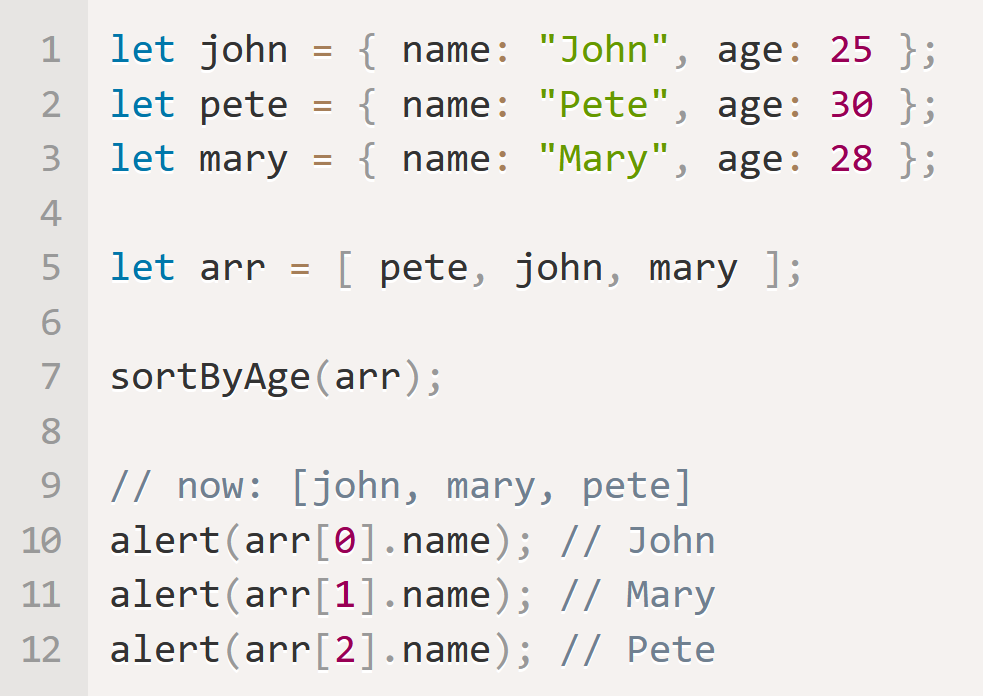 1 let john = { name: "John", age: 25 };
2 let pete = { name: "Pete", age: 30 };
3 let mary = { name: "Mary", age: 28 };
4
5 let arr = [ pete, john, mary ];
6
7 sortByAge(arr);
8
9 // now: [john, mary, pete]
10 alert(arr[0].name); // John
11 alert(arr[1].name); // Mary
12 alert(arr[2].name); // Pete